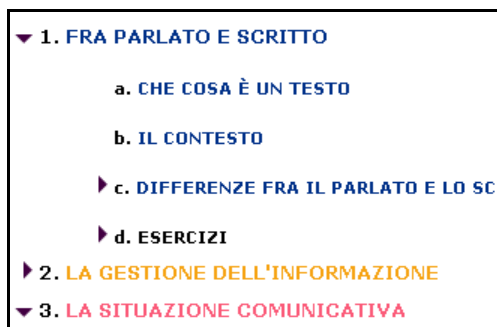 1. FRA PARLATO E SCRITTO
a. CHE COSA È UN TESTO
b. IL CONTESTO
c. DIFFERENZE FRA IL PARLATO E LO SC
d. ESERCIZI
2. LA GESTIONE DELL'INFORMAZIONE
3. LA SITUAZIONE COMUNICATIVA